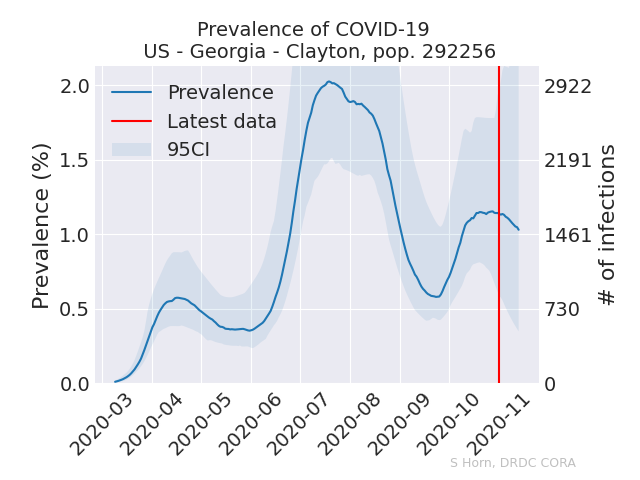 Prevalence of COVID-19
US - Georgia - Clayton, pop. 292256
Prevalence
Latest data
95CI
Prevalence (%)
2.0
1.5
1.0
0.5
0.0
2922
2191
1461
730
0
# of infections
2020-03
2020-04
2020-05
2020-06
2020-07
2020-08
2020-09
2020-10
2020-11
S Horn, DRDC CORA